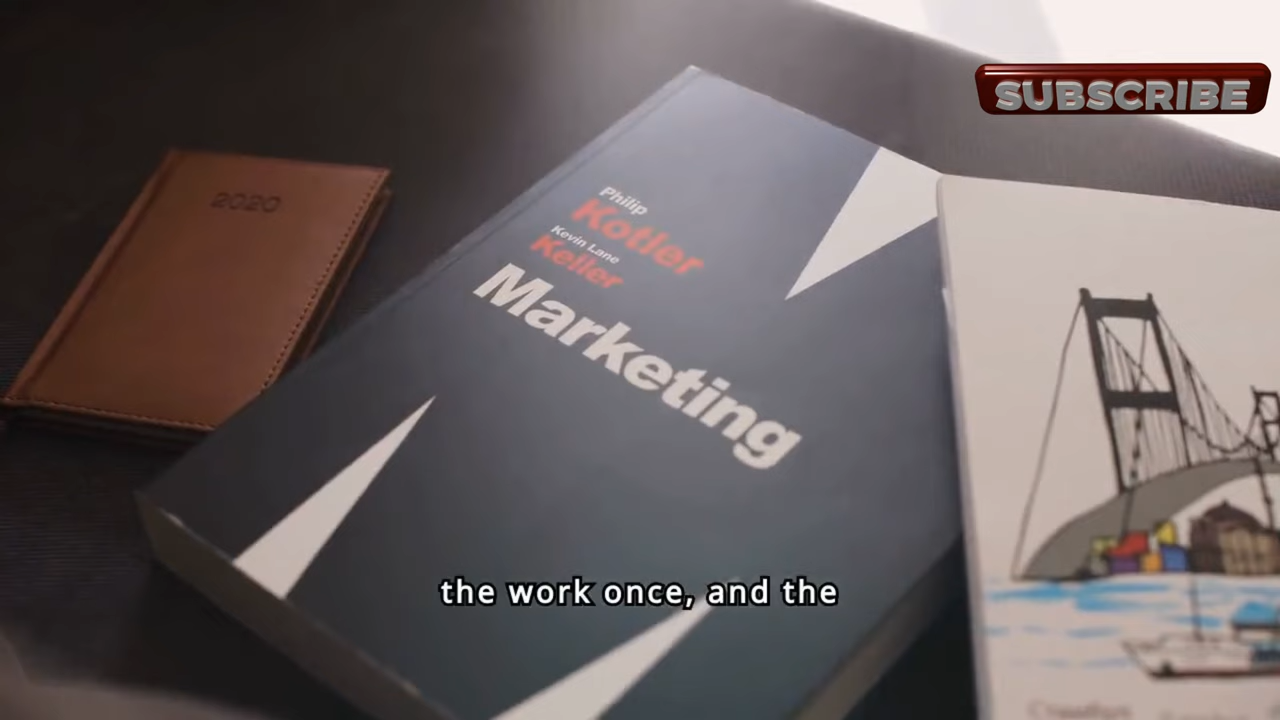 SUBSCRIBE
2020
Philip
Kotler
Kevin Lane
Keller
Marketing
the work once, and the